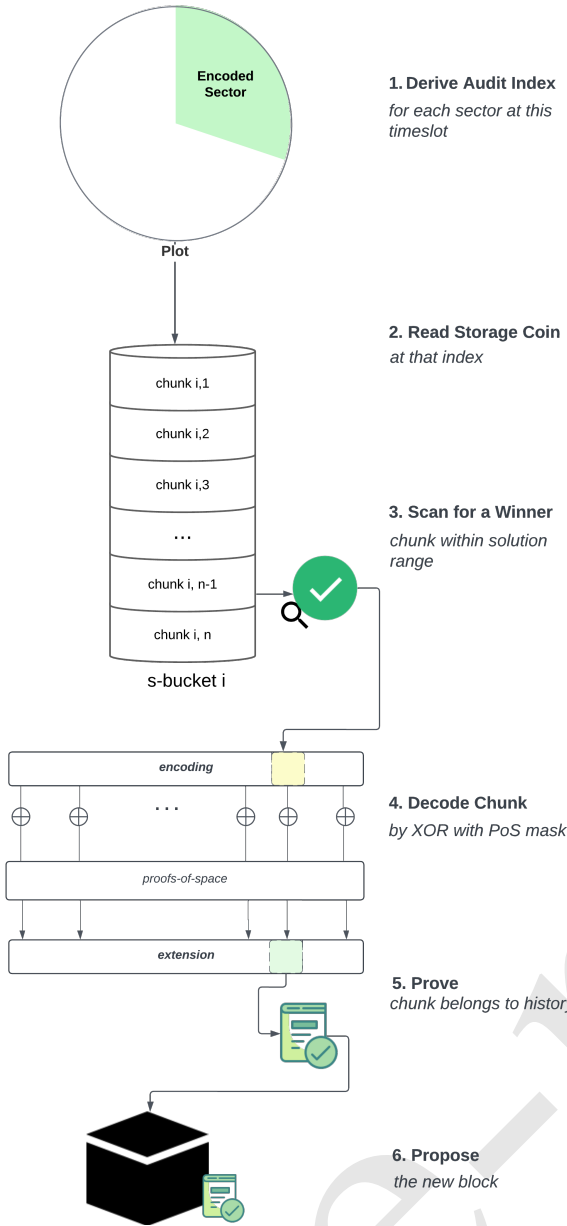 Encoded
Sector
1. Derive Audit Index
for each sector at this
timeslot
Plot
2. Read Storage Coin
at that index
chunk i,1
chunk i,2
chunk i,3
...
chunk i, n-1
chunk i, n
s-bucket i
3. Scan for a Winner
chunk within solution
range
encoding
...
4. Decode Chunk
by XOR with PoS mask
proofs-of-space
extension
5. Prove
chunk belongs to history
6. Propose
the new block